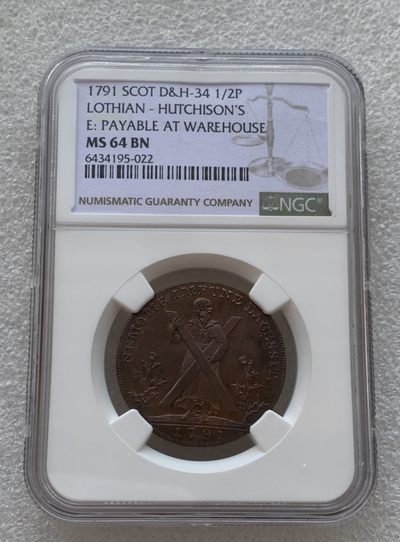 1791 SCOT D&H-34 1/2P
LOTHIAN - HUTCHISON'S
E: PAYABLE AT WAREHOUSE
MS 64 BN
6434195-022
NUMISMATIC GUARANTY COMPANY
NGC®
NEMO ME IMPUNE LACESSIT
1791